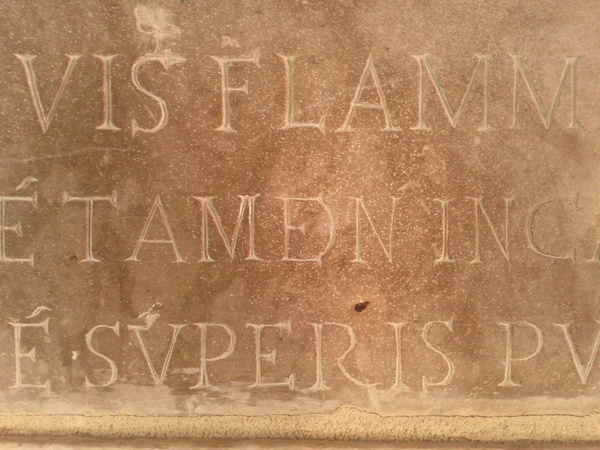 VIS FLAMM
É TAMEN INCA
É SVPERIS PV